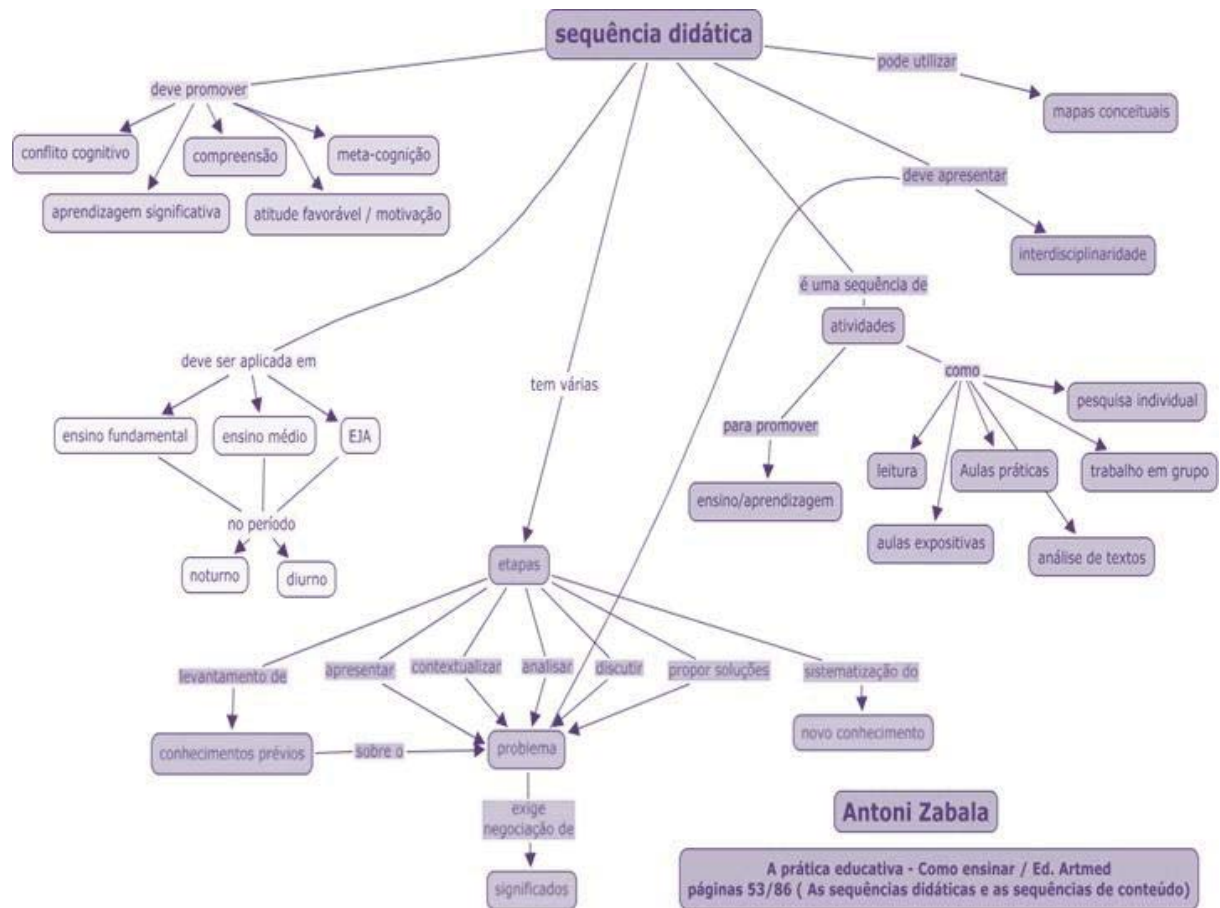 sequência didática
pode utilizar
deve promover
mapas conceituais
conflito cognitivo
compreensão
meta-cognição
deve apresentar
aprendizagem significativa
atitude favorável / motivação
interdisciplinaridade
é uma sequência de
atividades
deve ser aplicada em
tem várias
como
pesquisa individual
ensino fundamental
ensino médio
EJA
para promover
leitura
Aulas práticas
trabalho em grupo
ensino/aprendizagem
no período
aulas expositivas
análise de textos
noturno
diurno
etapas
levantamento de
apresentar
contextualizar
analisar
discutir
propor soluções
sistematização do
conhecimentos prévios
sobre o
problema
novo conhecimento
exige
negociação de
significados
Antoni Zabala
A prática educativa - Como ensinar / Ed. Artmed
páginas 53/86 ( As sequências didáticas e as sequências de conteúdo)